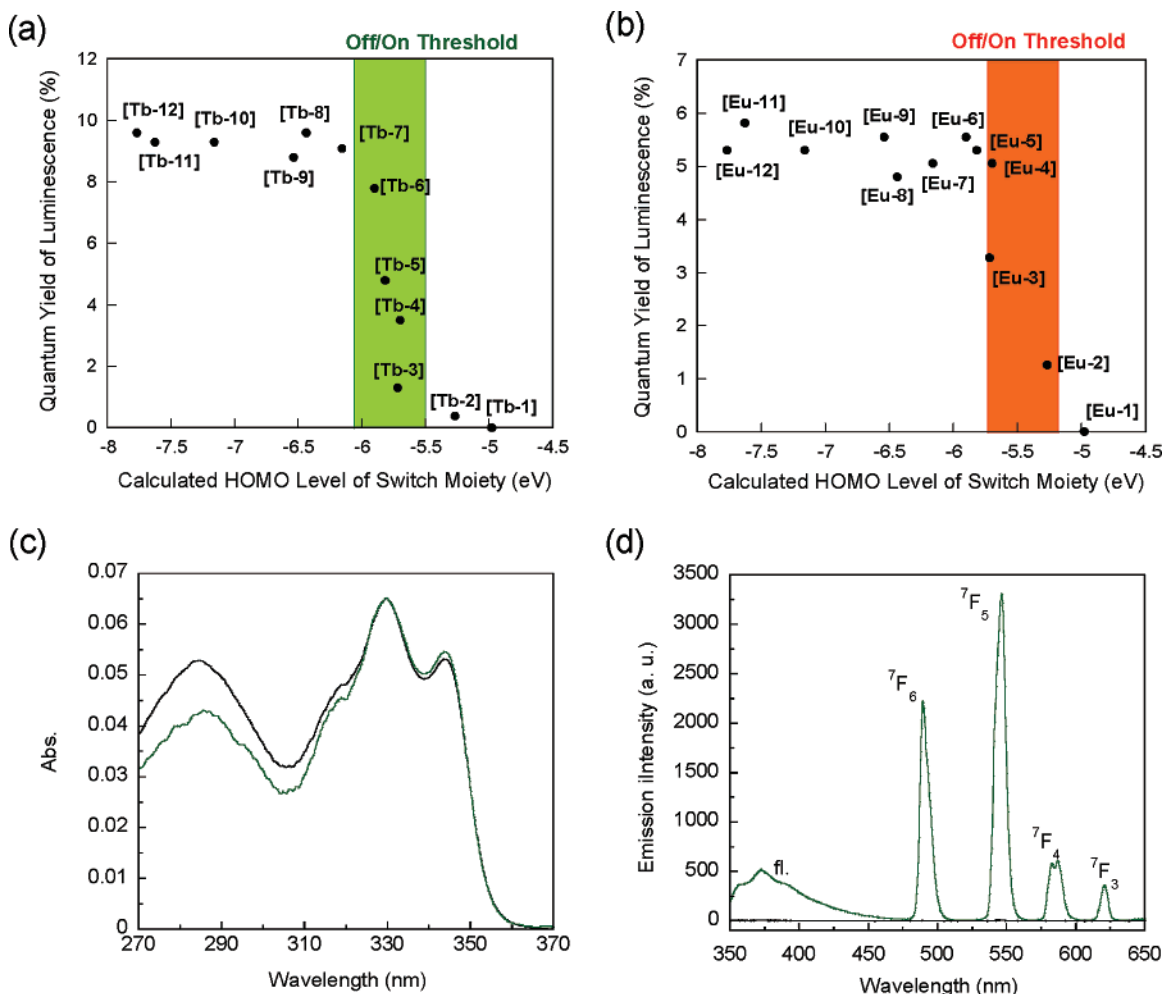 (a)
Off/On Threshold
12
10
8
6
4
2
0
Quantum Yield of Luminescence (%)
[Tb-12]
[Tb-11]
[Tb-10]
[Tb-8]
[Tb-9]
[Tb-7]
[Tb-6]
[Tb-5]
[Tb-4]
[Tb-3]
[Tb-2]
[Tb-1]
-8 -7.5 -7 -6.5 -6 -5.5 -5 -4.5
Calculated HOMO Level of Switch Moiety (eV)
(b)
Off/On Threshold
7
6
5
4
3
2
1
0
Quantum Yield of Luminescence (%)
[Eu-11]
[Eu-12]
[Eu-10]
[Eu-9]
[Eu-8]
[Eu-6]
[Eu-7]
[Eu-5]
[Eu-4]
[Eu-3]
[Eu-2]
[Eu-1]
-8 -7.5 -7 -6.5 -6 -5.5 -5 -4.5
Calculated HOMO Level of Switch Moiety (eV)
(c)
0.07
0.06
0.05
0.04
0.03
0.02
0.01
0
Abs.
270 290 310 330 350 370
Wavelength (nm)
(d)
3500
3000
2500
2000
1500
1000
500
0
Emission iIntensity (a. u.)
fl.
⁷F₆
⁷F₅
⁷F₄
⁷F₃
350 400 450 500 550 600 650
Wavelength (nm)